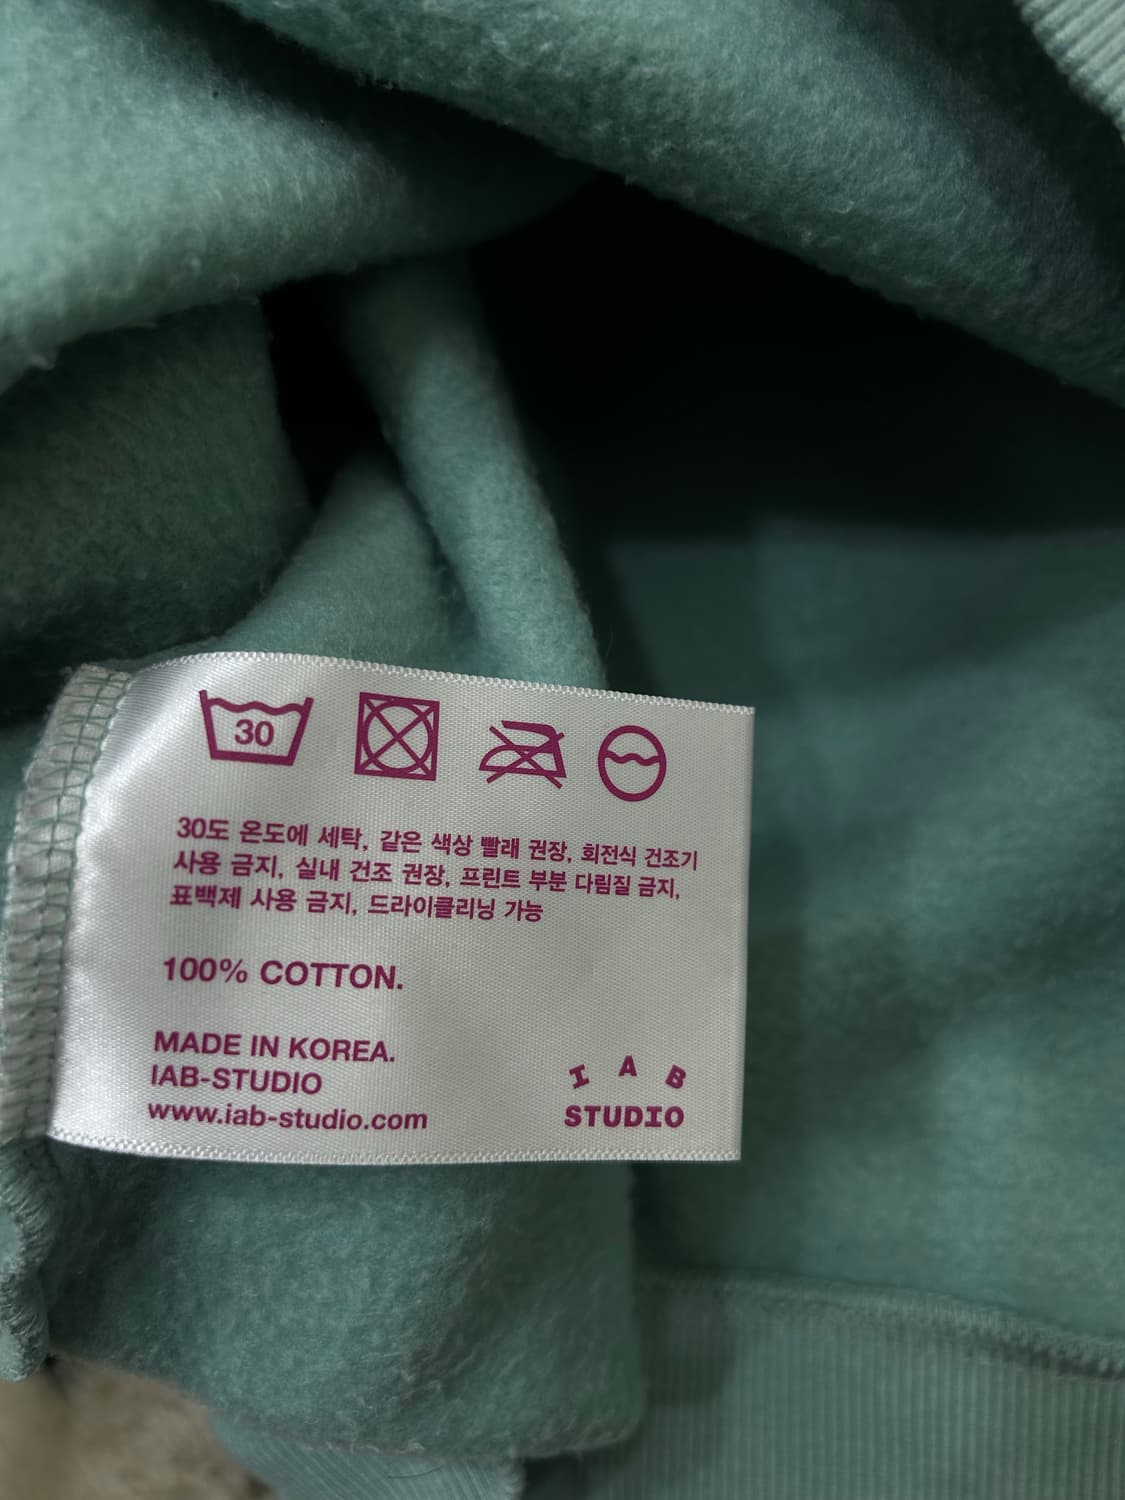 30
30도 온도에 세탁, 같은 색상 빨래 권장, 회전식 건조기
사용 금지, 실내 건조 권장, 프린트 부분 다림질 금지,
표백제 사용 금지, 드라이클리닝 가능
100% COTTON.
MADE IN KOREA.
IAB-STUDIO
www.iab-studio.com
I A B
STUDIO